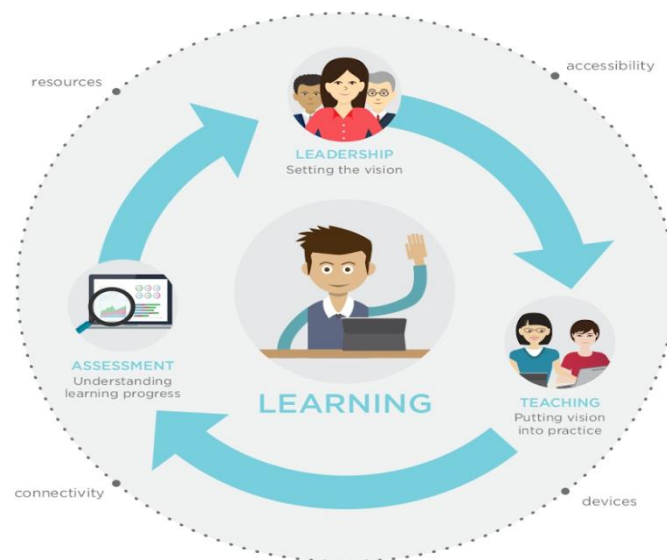 resources
accessibility
LEADERSHIP
Setting the vision
ASSESSMENT
Understanding
learning progress
LEARNING
TEACHING
Putting vision
into practice
connectivity
devices